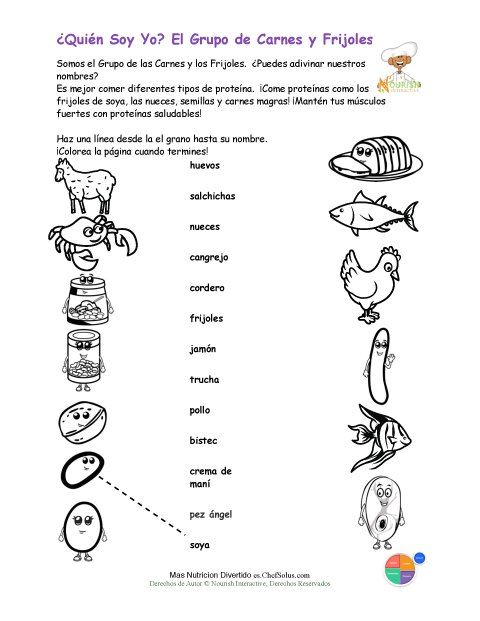 ¿Quién Soy Yo? El Grupo de Carnes y Frijoles
Somos el Grupo de las Carnes y los Frijoles. ¿Puedes adivinar nuestros
nombres?
Es mejor comer diferentes tipos de proteína. ¡Come proteínas como los
frijoles de soya, las nueces, semillas y carnes magras! ¡Mantén tus músculos
fuertes con proteínas saludables!
NOURISH
INTERACTIVE
Haz una línea desde la el grano hasta su nombre.
¡Colorea la página cuando termines!
huevos
salchichas
nueces
cangrejo
cordero
frijoles
jamón
trucha
pollo
bistec
crema de
maní
pez ángel
soya
Mas Nutricion Divertido es.ChefSolus.com
Derechos de Autor © Nourish Interactive, Derechos Reservados